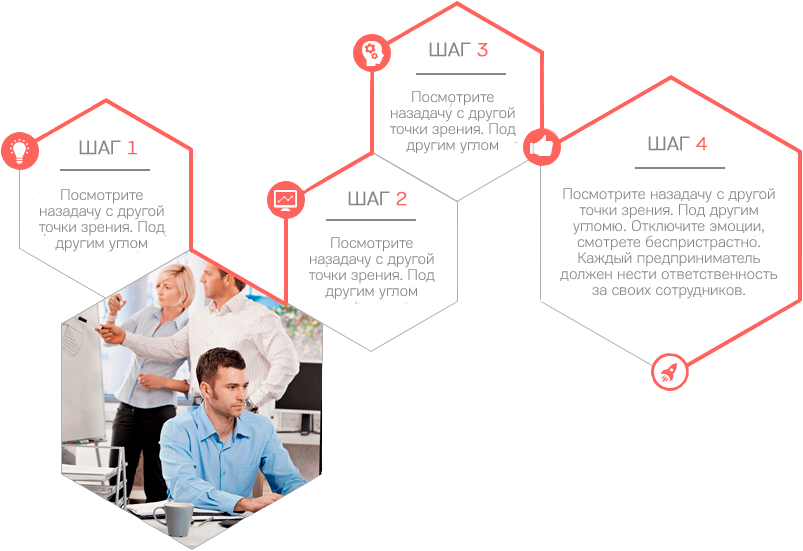 ШАГ 1
Посмотрите
назадачу с другой
точки зрения. Под
другим углом
ШАГ 2
Посмотрите
назадачу с другой
точки зрения. Под
другим углом
ШАГ 3
Посмотрите
назадачу с другой
точки зрения. Под
другим углом
ШАГ 4
Посмотрите назадачу с другой
точки зрения. Под другим
угломю. Отключите эмоции,
смотрете беспристрастно.
Каждый предприниматель
должен нести ответственность
за своих сотрудников.